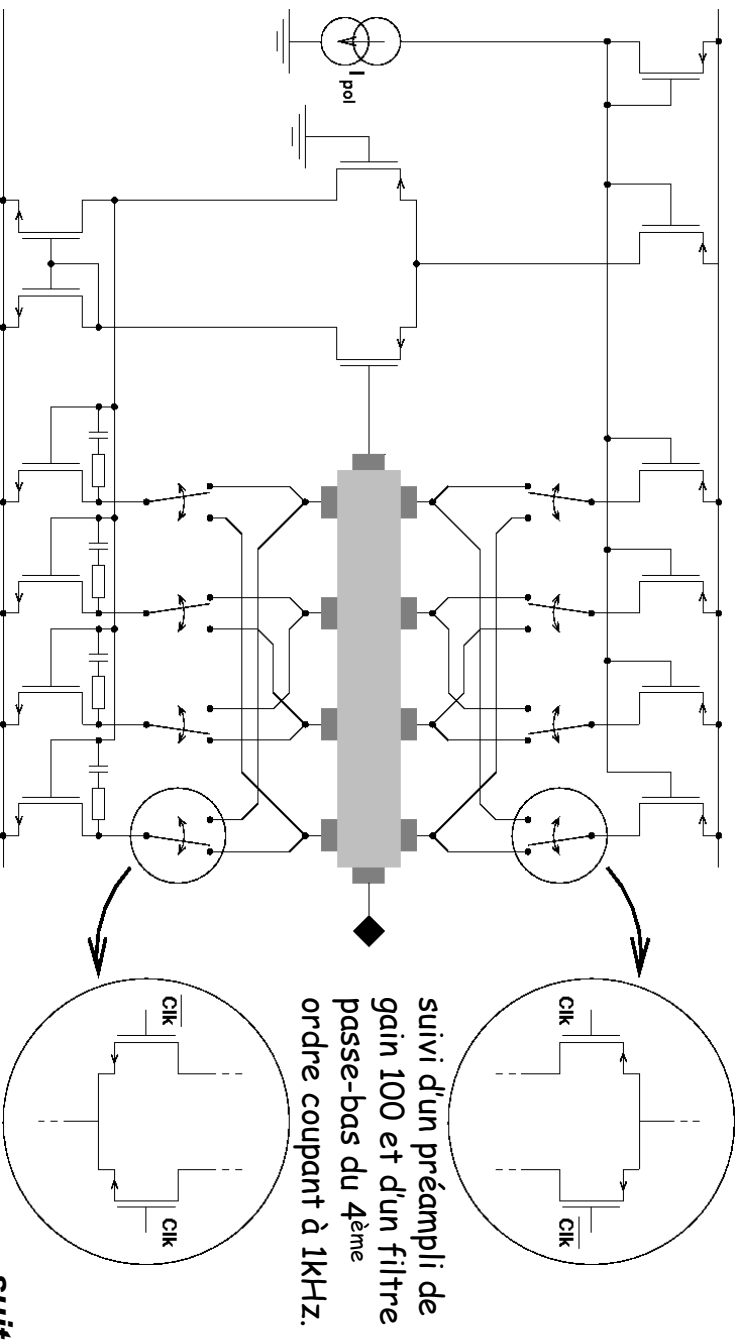 I pol
suivi d'un préampli de
gain 100 et d'un filtre
passe-bas du 4ème
ordre coupant à 1kHz.
Clk
Clk
Clk
Clk